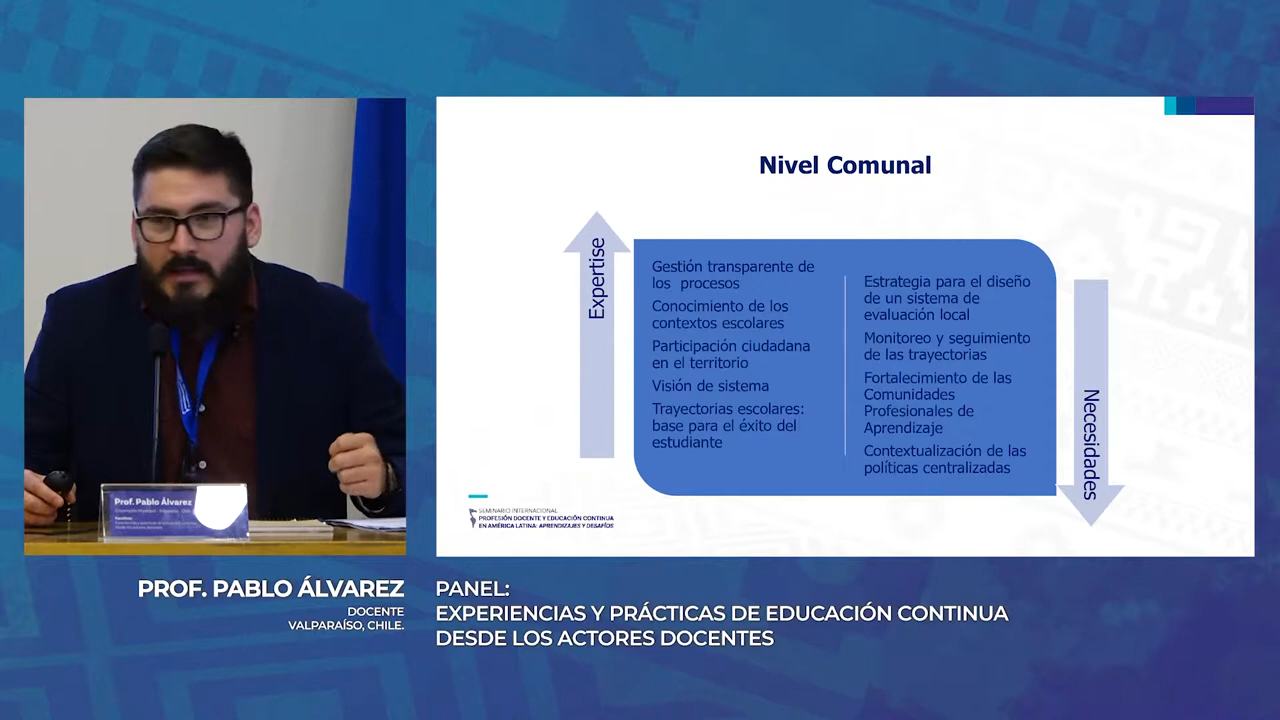 Nivel Comunal
Expertise
Gestión transparente de
los procesos
Conocimiento de los
contextos escolares
Participación ciudadana
en el territorio
Visión de sistema
Trayectorias escolares:
base para el éxito del
estudiante
Estrategia para el diseño
de un sistema de
evaluación local
Monitoreo y seguimiento
de las trayectorias
Fortalecimiento de las
Comunidades
Profesionales de
Aprendizaje
Contextualización de las
políticas centralizadas
Necesidades
SEMINARIO INTERNACIONAL
PROFESIÓN DOCENTE Y EDUCACIÓN CONTINUA
EN AMÉRICA LATINA: APRENDIZAJES Y DESAFÍOS
Prof. Pablo Álvarez
PROF. PABLO ÁLVAREZ
DOCENTE
VALPARAÍSO, CHILE.
PANEL:
EXPERIENCIAS Y PRÁCTICAS DE EDUCACIÓN CONTINUA
DESDE LOS ACTORES DOCENTES